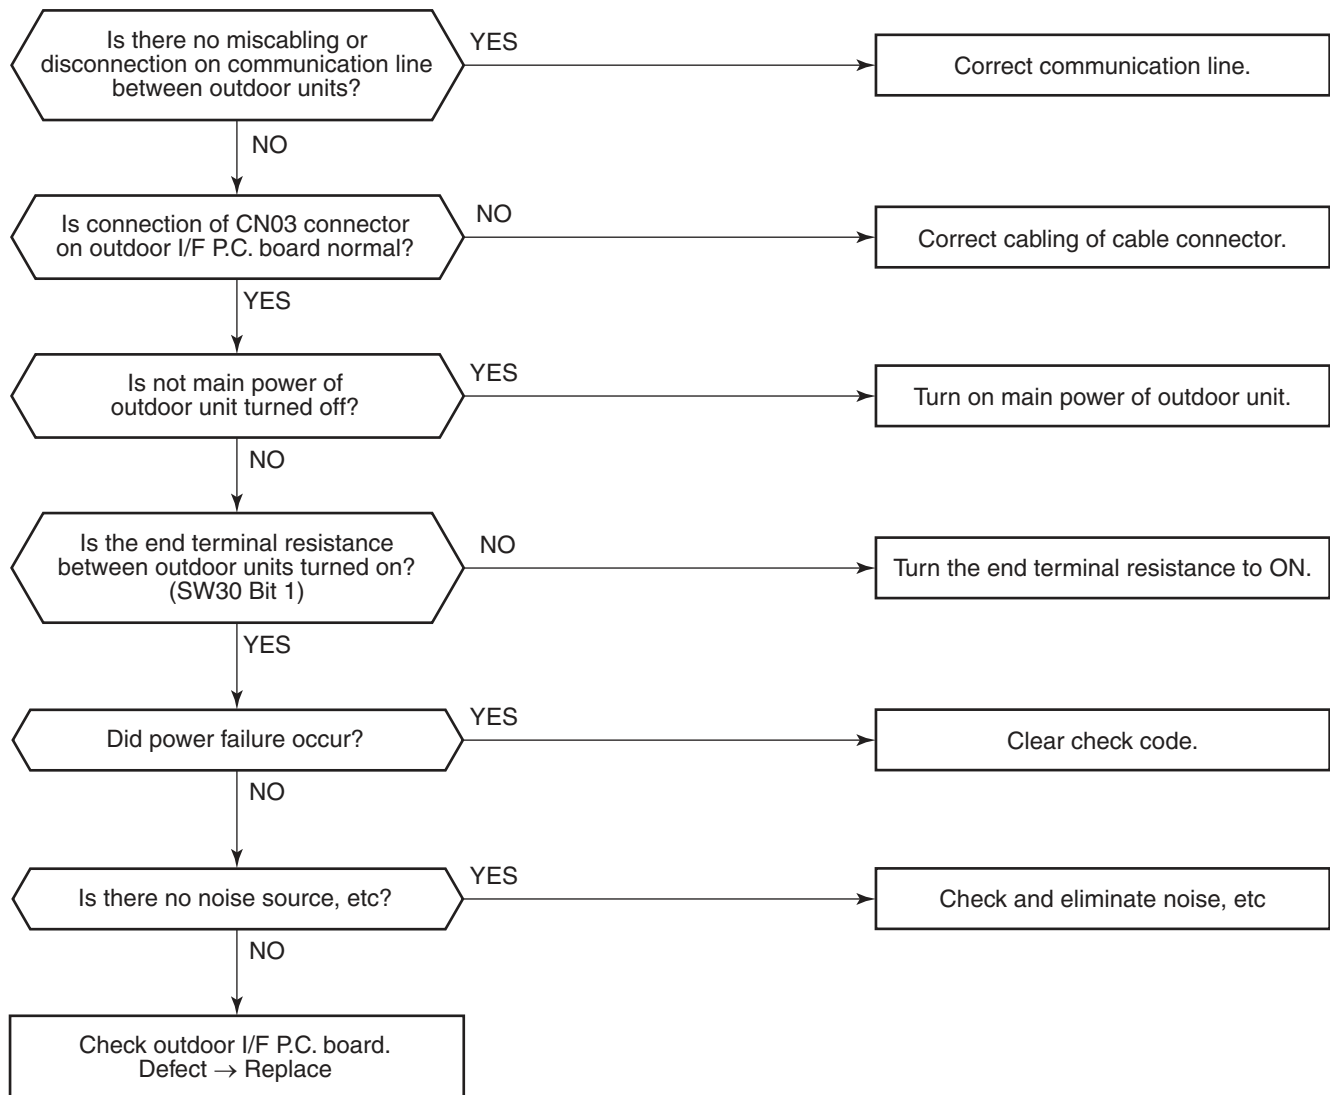 Is there no miscabling or
disconnection on communication line
between outdoor units?
YES
Correct communication line.
NO
Is connection of CN03 connector
on outdoor I/F P.C. board normal?
NO
Correct cabling of cable connector.
YES
Is not main power of
outdoor unit turned off?
YES
Turn on main power of outdoor unit.
NO
Is the end terminal resistance
between outdoor units turned on?
(SW30 Bit 1)
NO
Turn the end terminal resistance to ON.
YES
Did power failure occur?
YES
Clear check code.
NO
Is there no noise source, etc?
YES
Check and eliminate noise, etc
NO
Check outdoor I/F P.C. board.
Defect → Replace